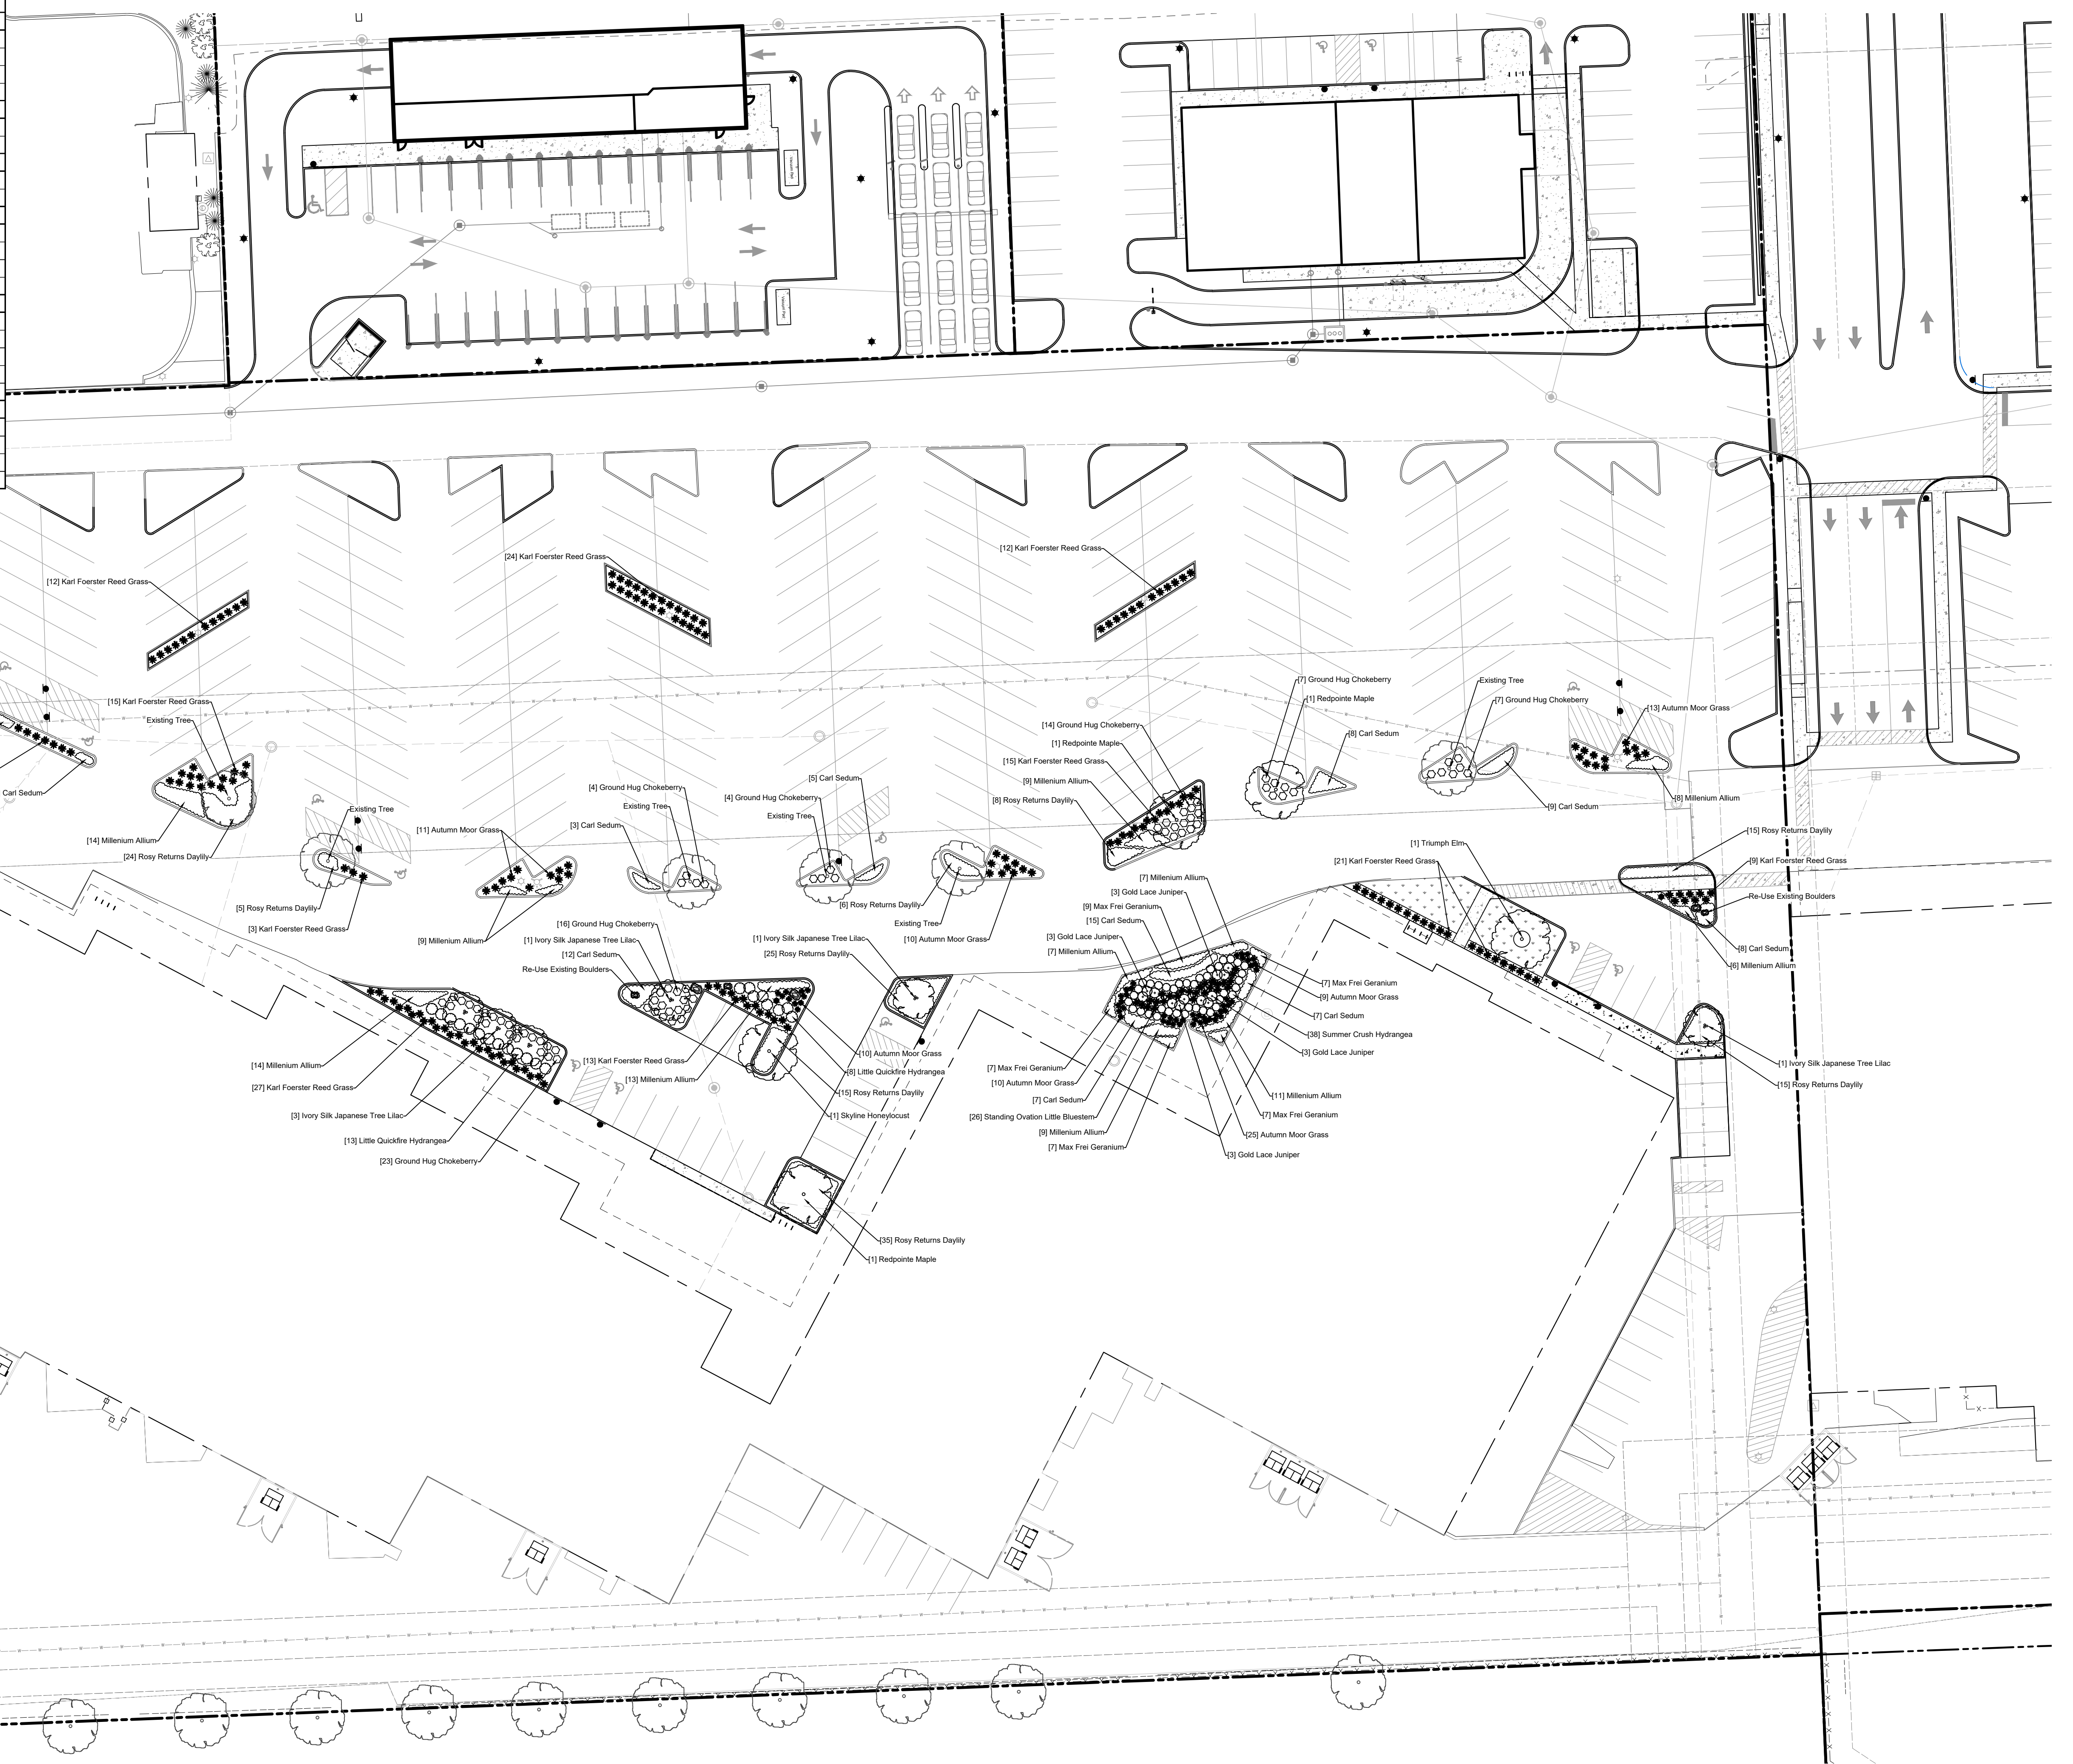 Vacuum Pad
Vacuum Pad
[24] Karl Foerster Reed Grass
[12] Karl Foerster Reed Grass
[12] Karl Foerster Reed Grass
[7] Ground Hug Chokeberry
[1] Redpointe Maple
Existing Tree
[7] Ground Hug Chokeberry
[13] Autumn Moor Grass
[15] Karl Foerster Reed Grass
Existing Tree
[14] Ground Hug Chokeberry
[8] Carl Sedum
[1] Redpointe Maple
[15] Karl Foerster Reed Grass
[9] Millenium Allium
[8] Rosy Returns Daylily
[5] Carl Sedum
[4] Ground Hug Chokeberry
Existing Tree
[4] Ground Hug Chokeberry
Existing Tree
Carl Sedum
[8] Millenium Allium
[9] Carl Sedum
Existing Tree
[3] Carl Sedum
[11] Autumn Moor Grass
[14] Millenium Allium
[24] Rosy Returns Daylily
[15] Rosy Returns Daylily
[1] Triumph Elm
[21] Karl Foerster Reed Grass
[9] Karl Foerster Reed Grass
Re-Use Existing Boulders
[8] Carl Sedum
[6] Millenium Allium
[7] Millenium Allium
[3] Gold Lace Juniper
[9] Max Frei Geranium
[15] Carl Sedum
[3] Gold Lace Juniper
[7] Millenium Allium
[5] Rosy Returns Daylily
[3] Karl Foerster Reed Grass
[9] Millenium Allium
[6] Rosy Returns Daylily
Existing Tree
[10] Autumn Moor Grass
[16] Ground Hug Chokeberry
[1] Ivory Silk Japanese Tree Lilac
[12] Carl Sedum
Re-Use Existing Boulders
[1] Ivory Silk Japanese Tree Lilac
[25] Rosy Returns Daylily
[7] Max Frei Geranium
[9] Autumn Moor Grass
[7] Carl Sedum
[38] Summer Crush Hydrangea
[3] Gold Lace Juniper
[14] Millenium Allium
[27] Karl Foerster Reed Grass
[3] Ivory Silk Japanese Tree Lilac
[13] Little Quickfire Hydrangea
[23] Ground Hug Chokeberry
[13] Karl Foerster Reed Grass
[13] Millenium Allium
[10] Autumn Moor Grass
[8] Little Quickfire Hydrangea
[15] Rosy Returns Daylily
[1] Skyline Honeylocust
[7] Max Frei Geranium
[10] Autumn Moor Grass
[7] Carl Sedum
[26] Standing Ovation Little Bluestem
[9] Millenium Allium
[7] Max Frei Geranium
[11] Millenium Allium
[7] Max Frei Geranium
[25] Autumn Moor Grass
[3] Gold Lace Juniper
[1] Ivory Silk Japanese Tree Lilac
[15] Rosy Returns Daylily
[35] Rosy Returns Daylily
[1] Redpointe Maple